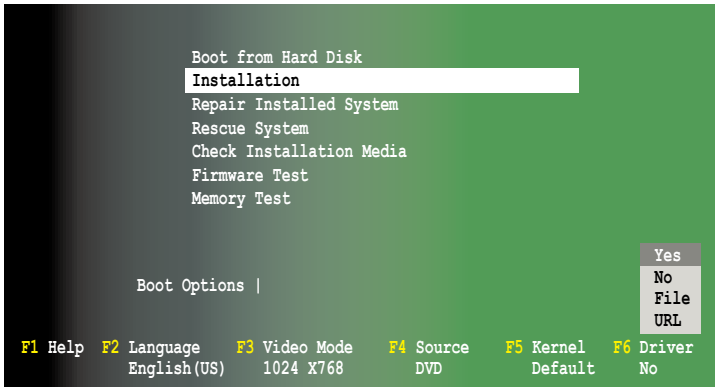 Boot from Hard Disk
Installation
Repair Installed System
Rescue System
Check Installation Media
Firmware Test
Memory Test
Boot Options |
Yes
No
File
URL
F1 Help F2 Language F3 Video Mode F4 Source F5 Kernel F6 Driver
English(US) 1024 X768 DVD Default No